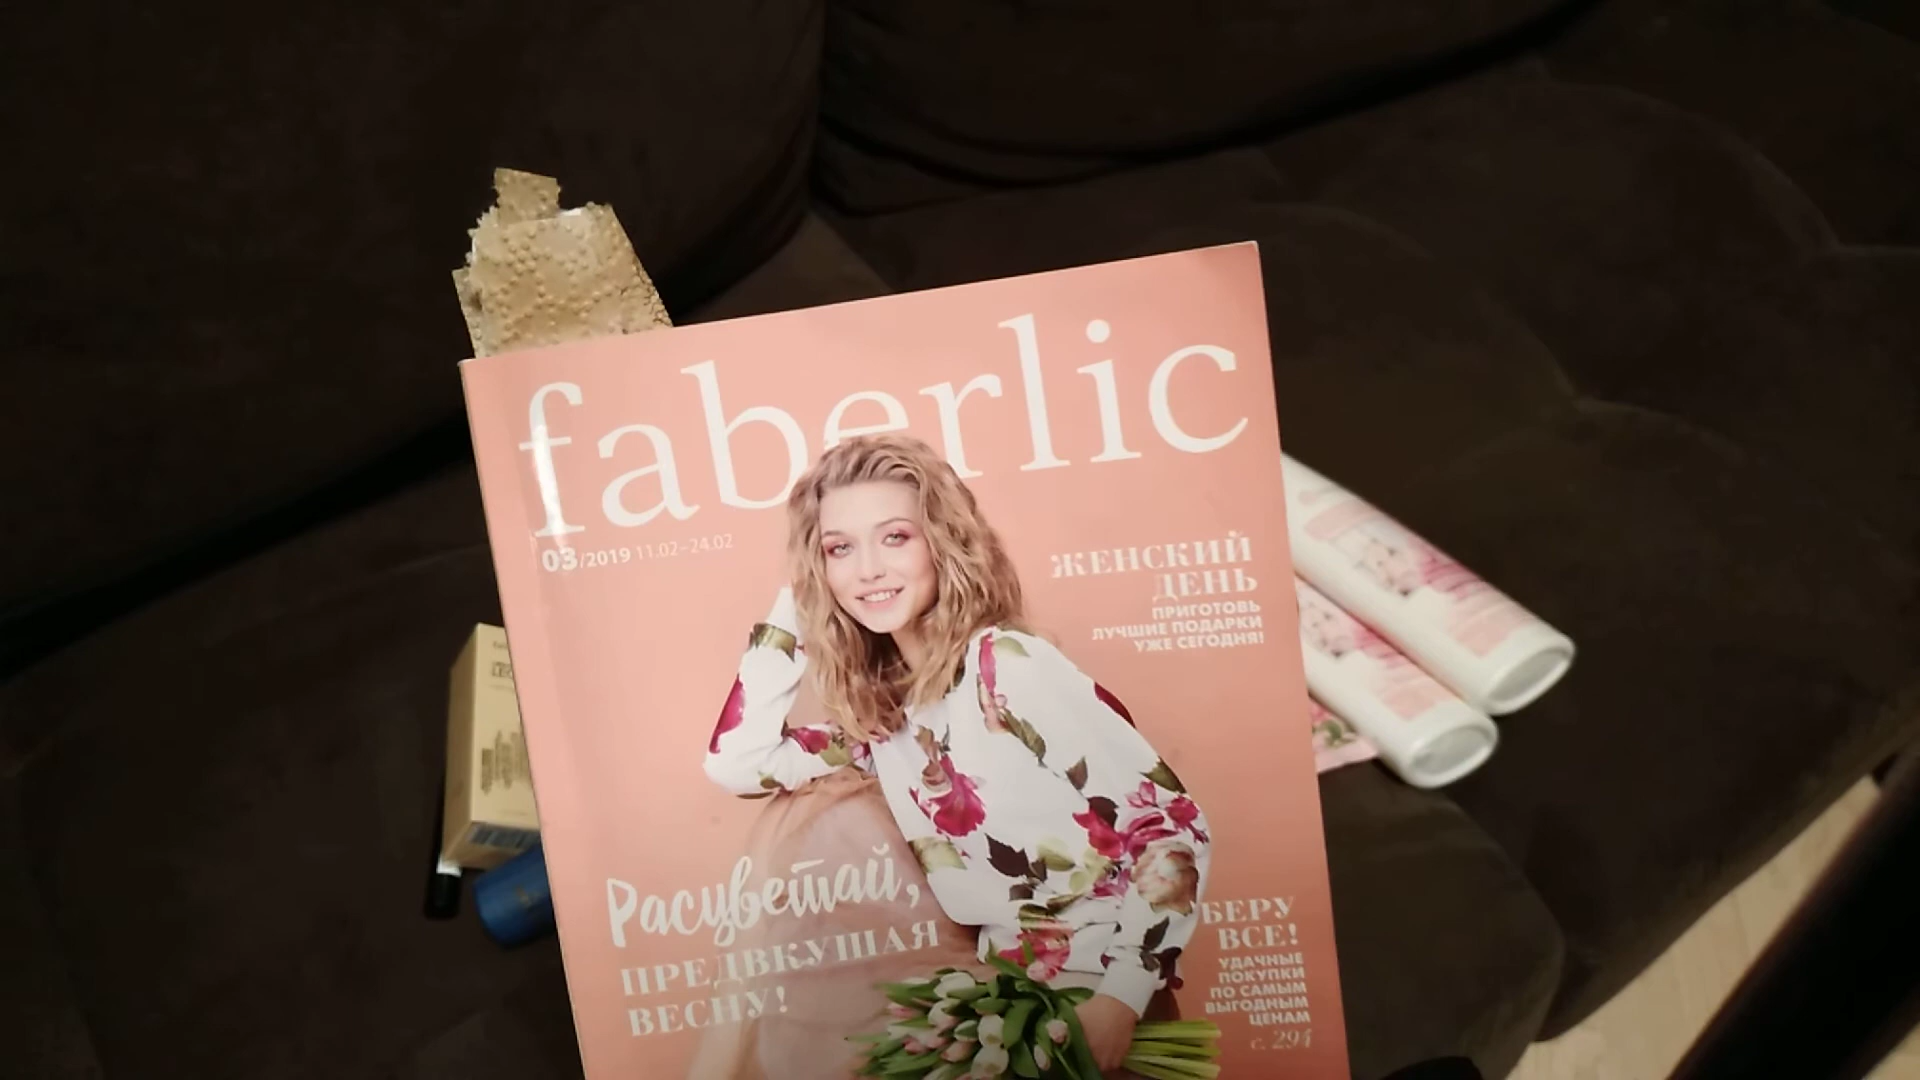 faberlic
03/2019 11.02-24.02
ЖЕНСКИЙ
ДЕНЬ
ПРИГОТОВЬ
ЛУЧШИЕ ПОДАРКИ
УЖЕ СЕГОДНЯ!
Расцветай,
ПРЕДВКУШАЯ
ВЕСНУ!
БЕРУ
ВСЕ!
УДАЧНЫЕ
ПОКУПКИ
ПО САМЫМ
ВЫГОДНЫМ
ЦЕНАМ
с. 294